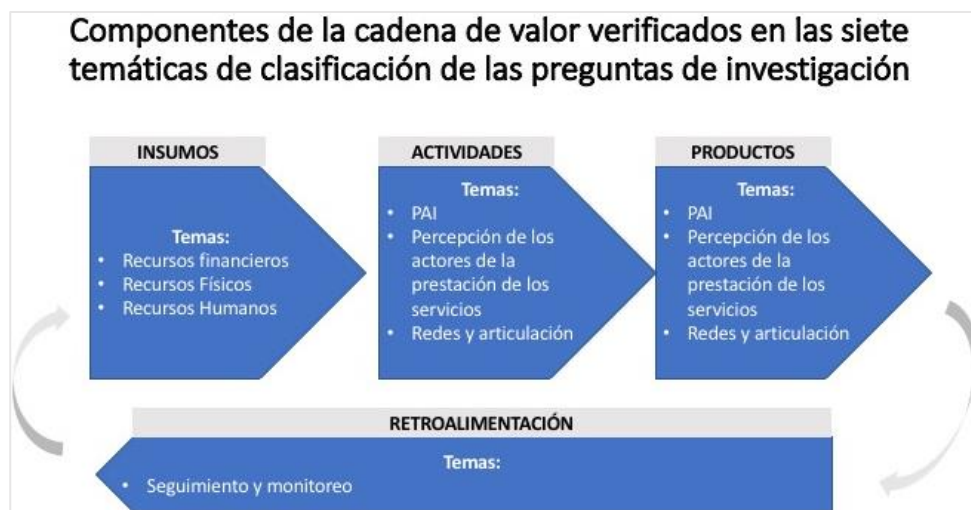 Componentes de la cadena de valor verificados en las siete
temáticas de clasificación de las preguntas de investigación
INSUMOS
Temas:
• Recursos financieros
• Recursos Físicos
• Recursos Humanos
ACTIVIDADES
Temas:
• PAI
• Percepción de los
actores de la
prestación de los
servicios
• Redes y articulación
PRODUCTOS
Temas:
• PAI
• Percepción de los
actores de la
prestación de los
servicios
• Redes y articulación
RETROALIMENTACIÓN
Temas:
• Seguimiento y monitoreo